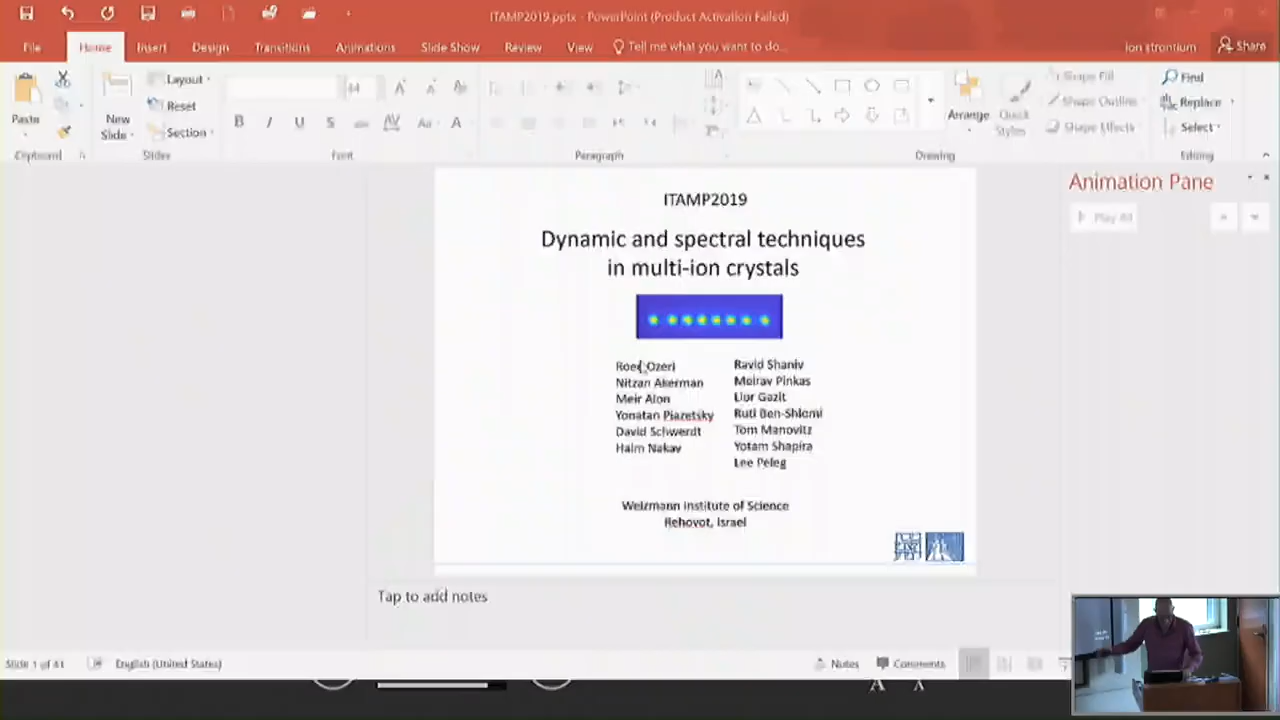 ITAMP2019.pptx - PowerPoint (Product Activation Failed)
File Home Insert Design Transitions Animations Slide Show Review View Tell me what you want to do... ion strontium Share
Paste
New Slide
Layout
Reset
Section
B I U S Aa A
44
Arrange
Quick Styles
Shape Fill
Shape Outline
Shape Effects
Find
Replace
Select
Clipboard Slides Font Paragraph Drawing Editing
ITAMP2019
Dynamic and spectral techniques
in multi-ion crystals
Roee Ozeri
Nitzan Akerman
Meir Alon
Yonatan Piazetsky
David Schwerdt
Haim Nakav
Ravid Shaniv
Meirav Pinkas
Lior Gazit
Ruti Ben-Shlomi
Tom Manovitz
Yotam Shapira
Lee Peleg
Weizmann Institute of Science
Rehovot, Israel
Animation Pane
Play All
Tap to add notes
Slide 1 of 41 English (United States) Notes Comments